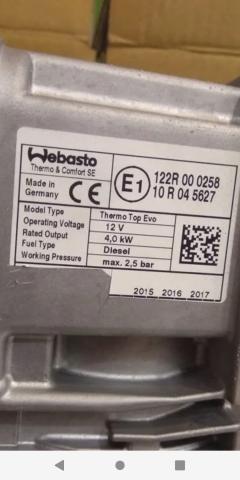 Webasto
Thermo & Comfort SE
Made in
Germany
CE
E1
122R 00 0258
10 R 04 5627
Model Type Thermo Top Evo
Operating Voltage 12 V
Rated Output 4,0 kW
Fuel Type Diesel
Working Pressure max. 2,5 bar
2015 2016 2017